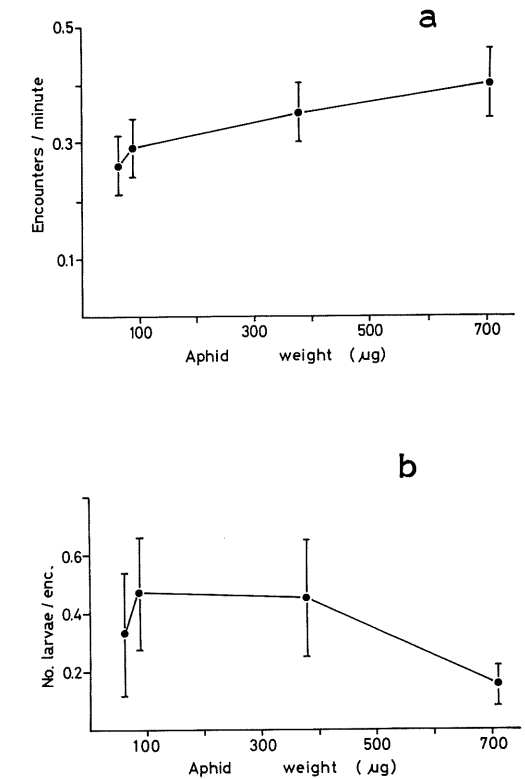 a
0.5
0.3
0.1
Encounters / minute
100 300 500 700
Aphid weight (µg)
b
0.6
0.4
0.2
No. larvae / enc.
100 300 500 700
Aphid weight (µg)